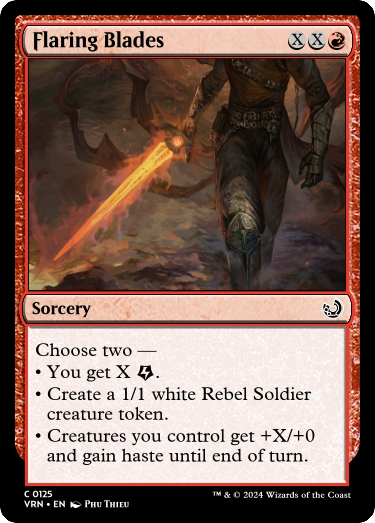 Flaring Blades XXR
Sorcery
Choose two —
• You get X .
• Create a 1/1 white Rebel Soldier
creature token.
• Creatures you control get +X/+0
and gain haste until end of turn.
C 0125
VRN • EN Phu Thieu
™ & © 2024 Wizards of the Coast